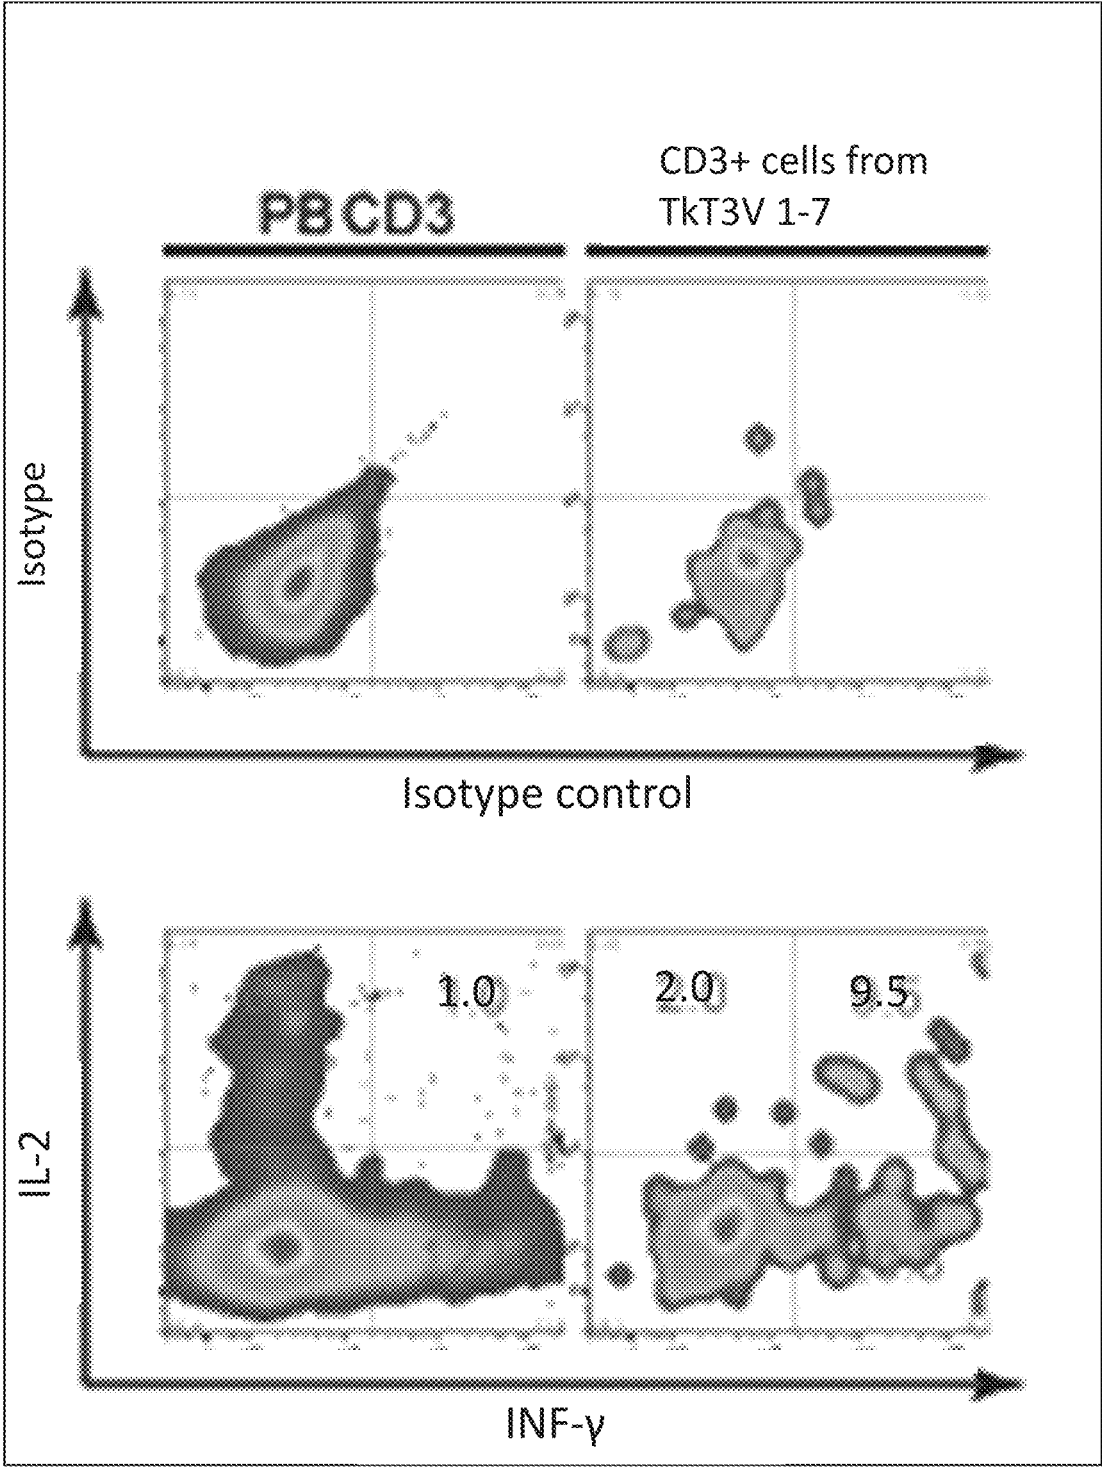 PB CD3
CD3+ cells from
TkT3V 1-7
Isotype
Isotype control
1.0
2.0
9.5
IL-2
INF-γ